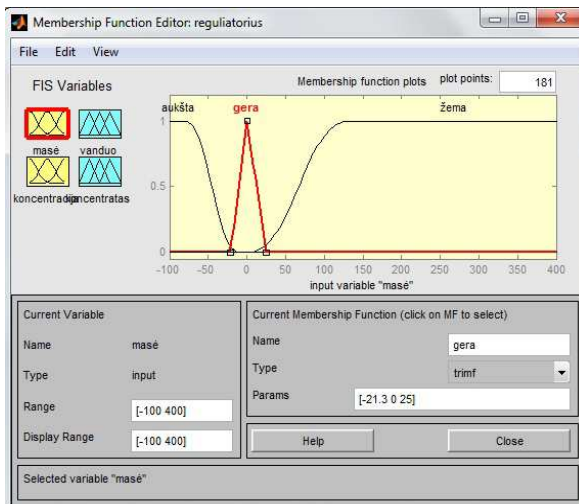 Membership Function Editor: reguliatorius
File Edit View
FIS Variables
masė vanduo
koncentracija koncentratas
Membership function plots plot points: 181
aukšta gera žema
1
0.5
0
-100 -50 0 50 100 150 200 250 300 350 400
input variable "masė"
Current Variable
Name masė
Type input
Range [-100 400]
Display Range [-100 400]
Current Membership Function (click on MF to select)
Name gera
Type trimf
Params [-21.3 0 25]
Help Close
Selected variable "masė"